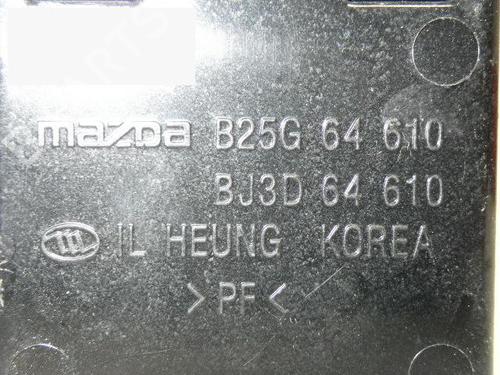 mazda B25G 64 610
BJ3D 64 610
IL HEUNG KOREA
>PF<